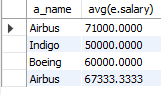 a_name avg(e.salary)
Airbus 71000.0000
Indigo 50000.0000
Boeing 60000.0000
Airbus 67333.3333